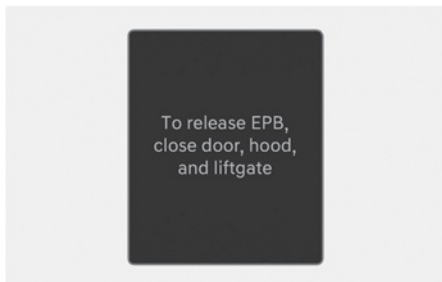 To release EPB,
close door, hood,
and liftgate